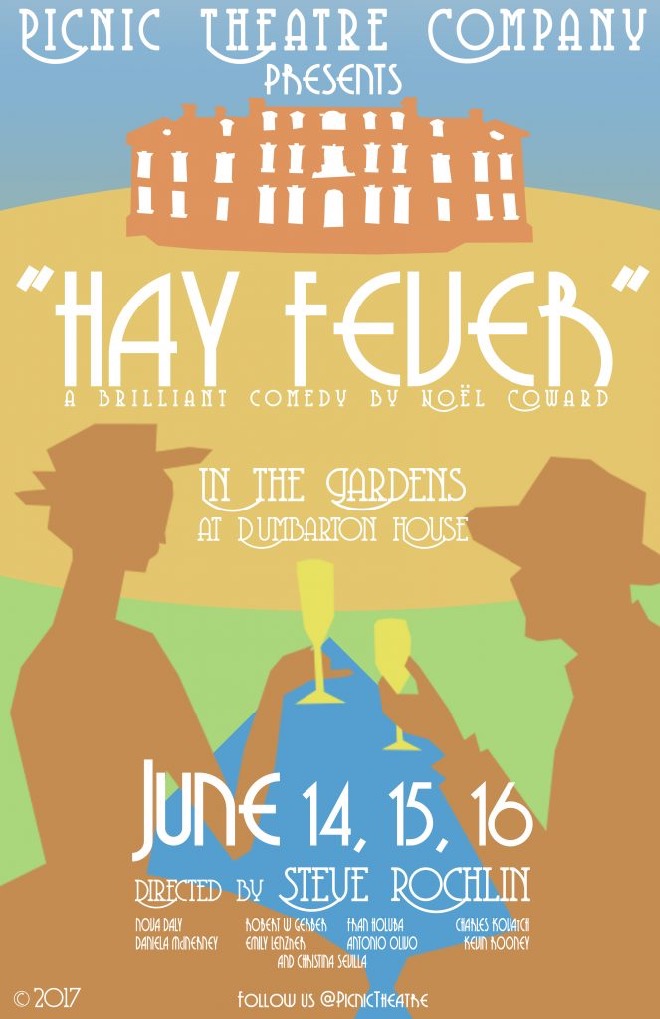 PICNIC THEATRE COMPANY
PRESENTS
"HAY FEVER"
A BRILLIANT COMEDY BY NOËL COWARD
IN THE GARDENS
AT DUMBARTON HOUSE
JUNE 14, 15, 16
DIRECTED BY STEVE ROCHLIN
NOVA DALY ROBERT W GERBER FRAN HOLUBA CHARLES KOVATCH
DANIELA McINERNEY EMILY LENZNER ANTONIO OLIVO KEVIN ROONEY
AND CHRISTINA SEVILLA
© 2017 FOLLOW US @PICNICTHEATRE